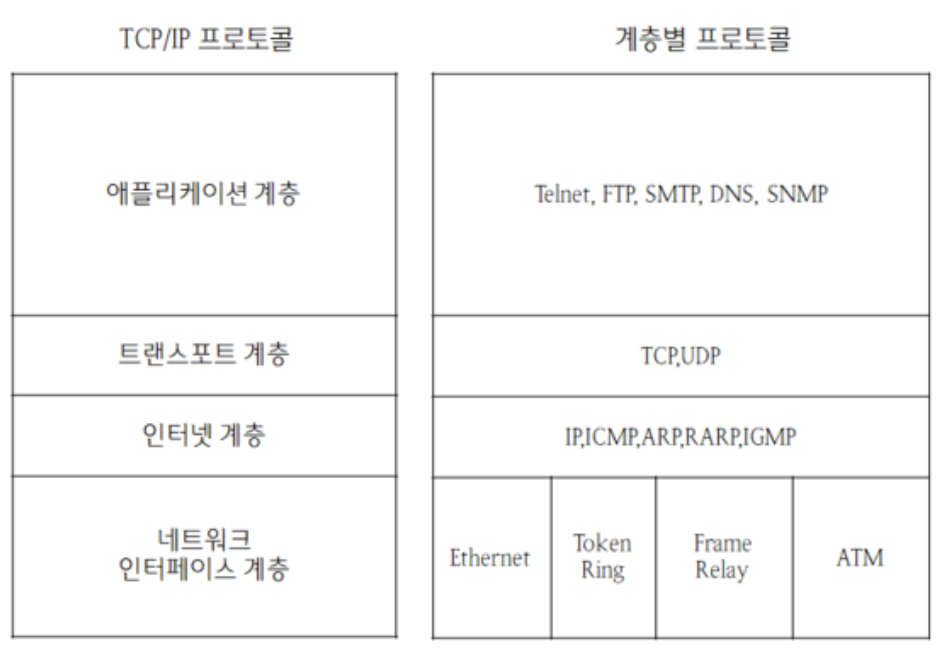 TCP/IP 프로토콜
계층별 프로토콜
애플리케이션 계층
Telnet, FTP, SMTP, DNS, SNMP
트랜스포트 계층
TCP,UDP
인터넷 계층
IP,ICMP,ARP,RARP,IGMP
네트워크
인터페이스 계층
Ethernet
Token
Ring
Frame
Relay
ATM